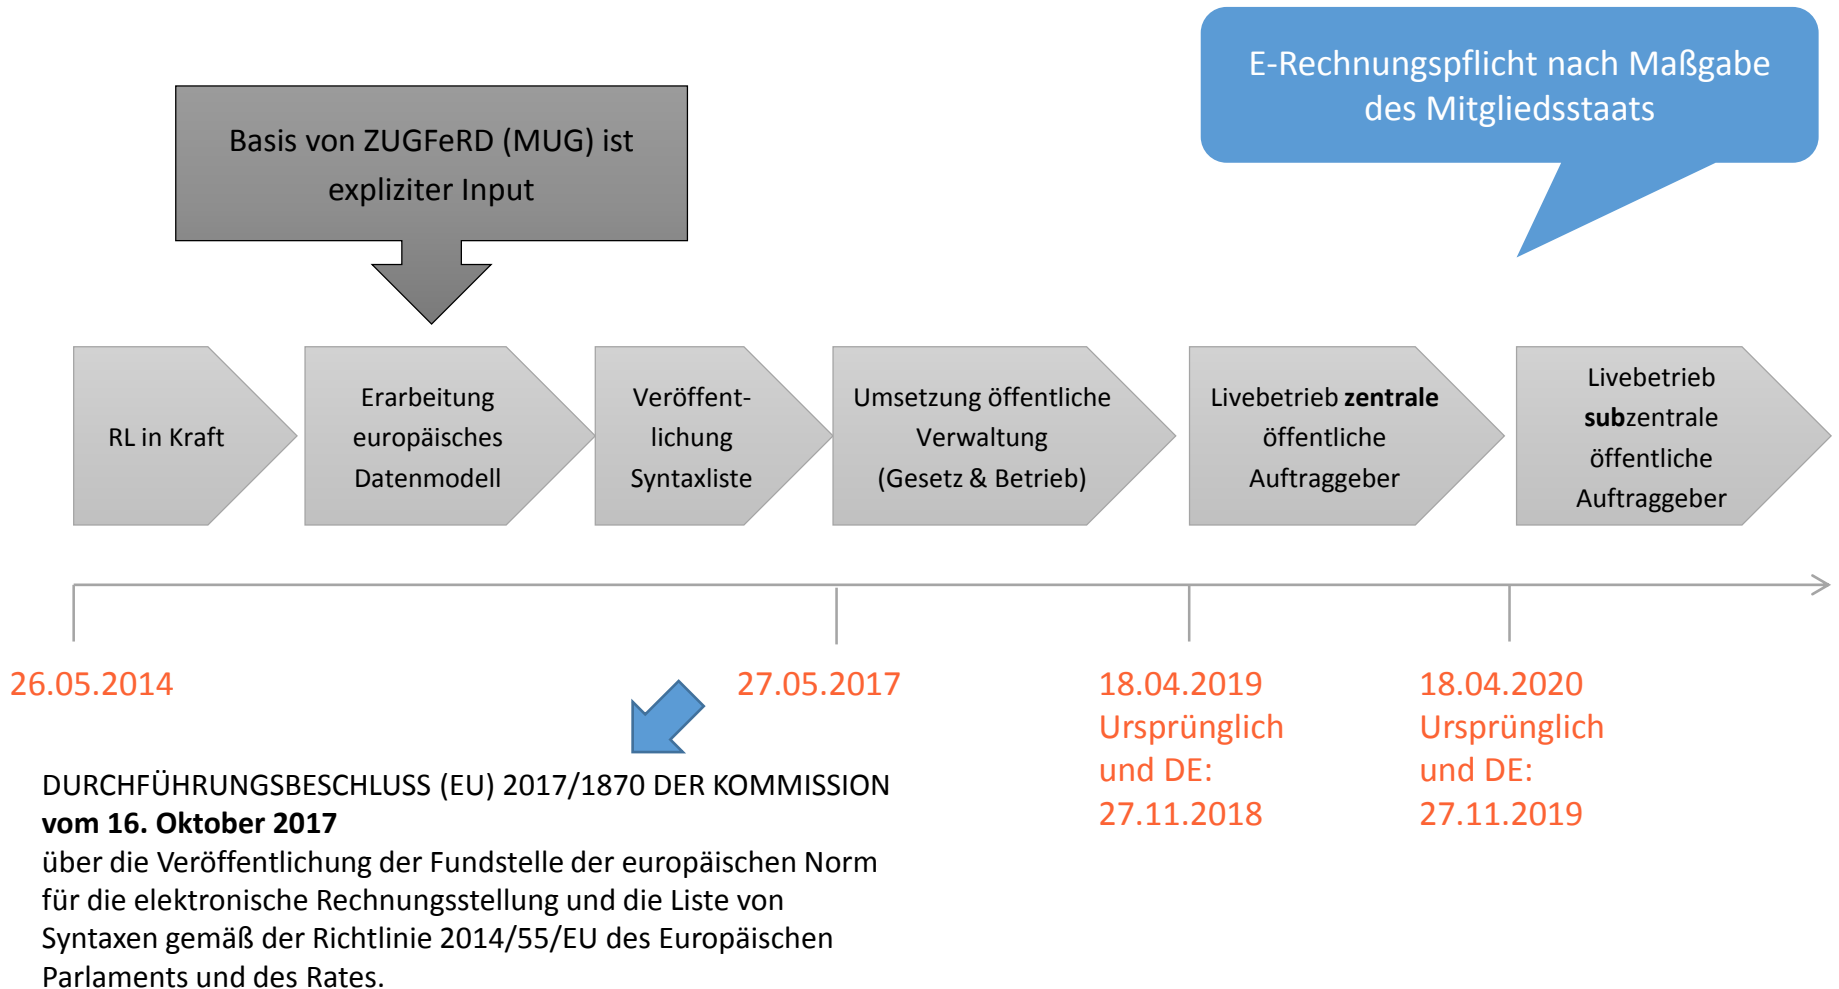 E-Rechnungspflicht nach Maßgabe
des Mitgliedsstaats
Basis von ZUGFeRD (MUG) ist
expliziter Input
RL in Kraft
Erarbeitung
europäisches
Datenmodell
Veröffent-
lichung
Syntaxliste
Umsetzung öffentliche
Verwaltung
(Gesetz & Betrieb)
Livebetrieb zentrale
öffentliche
Auftraggeber
Livebetrieb
subzentrale
öffentliche
Auftraggeber
26.05.2014
27.05.2017
18.04.2019
Ursprünglich
und DE:
27.11.2018
18.04.2020
Ursprünglich
und DE:
27.11.2019
DURCHFÜHRUNGSBESCHLUSS (EU) 2017/1870 DER KOMMISSION
vom 16. Oktober 2017
über die Veröffentlichung der Fundstelle der europäischen Norm
für die elektronische Rechnungsstellung und die Liste von
Syntaxen gemäß der Richtlinie 2014/55/EU des Europäischen
Parlaments und des Rates.